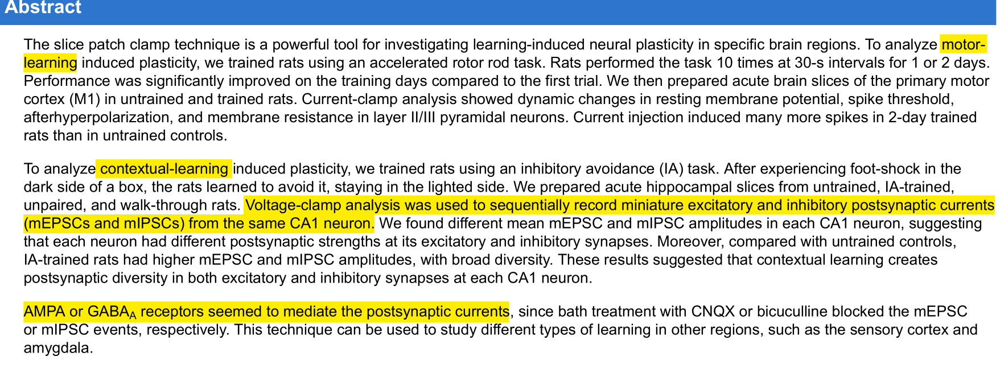 Abstract
The slice patch clamp technique is a powerful tool for investigating learning-induced neural plasticity in specific brain regions. To analyze motor-
learning induced plasticity, we trained rats using an accelerated rotor rod task. Rats performed the task 10 times at 30-s intervals for 1 or 2 days.
Performance was significantly improved on the training days compared to the first trial. We then prepared acute brain slices of the primary motor
cortex (M1) in untrained and trained rats. Current-clamp analysis showed dynamic changes in resting membrane potential, spike threshold,
afterhyperpolarization, and membrane resistance in layer II/III pyramidal neurons. Current injection induced many more spikes in 2-day trained
rats than in untrained controls.
To analyze contextual-learning induced plasticity, we trained rats using an inhibitory avoidance (IA) task. After experiencing foot-shock in the
dark side of a box, the rats learned to avoid it, staying in the lighted side. We prepared acute hippocampal slices from untrained, IA-trained,
unpaired, and walk-through rats. Voltage-clamp analysis was used to sequentially record miniature excitatory and inhibitory postsynaptic currents
(mEPSCs and mIPSCs) from the same CA1 neuron. We found different mean mEPSC and mIPSC amplitudes in each CA1 neuron, suggesting
that each neuron had different postsynaptic strengths at its excitatory and inhibitory synapses. Moreover, compared with untrained controls,
IA-trained rats had higher mEPSC and mIPSC amplitudes, with broad diversity. These results suggested that contextual learning creates
postsynaptic diversity in both excitatory and inhibitory synapses at each CA1 neuron.
AMPA or GABAA receptors seemed to mediate the postsynaptic currents, since bath treatment with CNQX or bicuculline blocked the mEPSC
or mIPSC events, respectively. This technique can be used to study different types of learning in other regions, such as the sensory cortex and
amygdala.